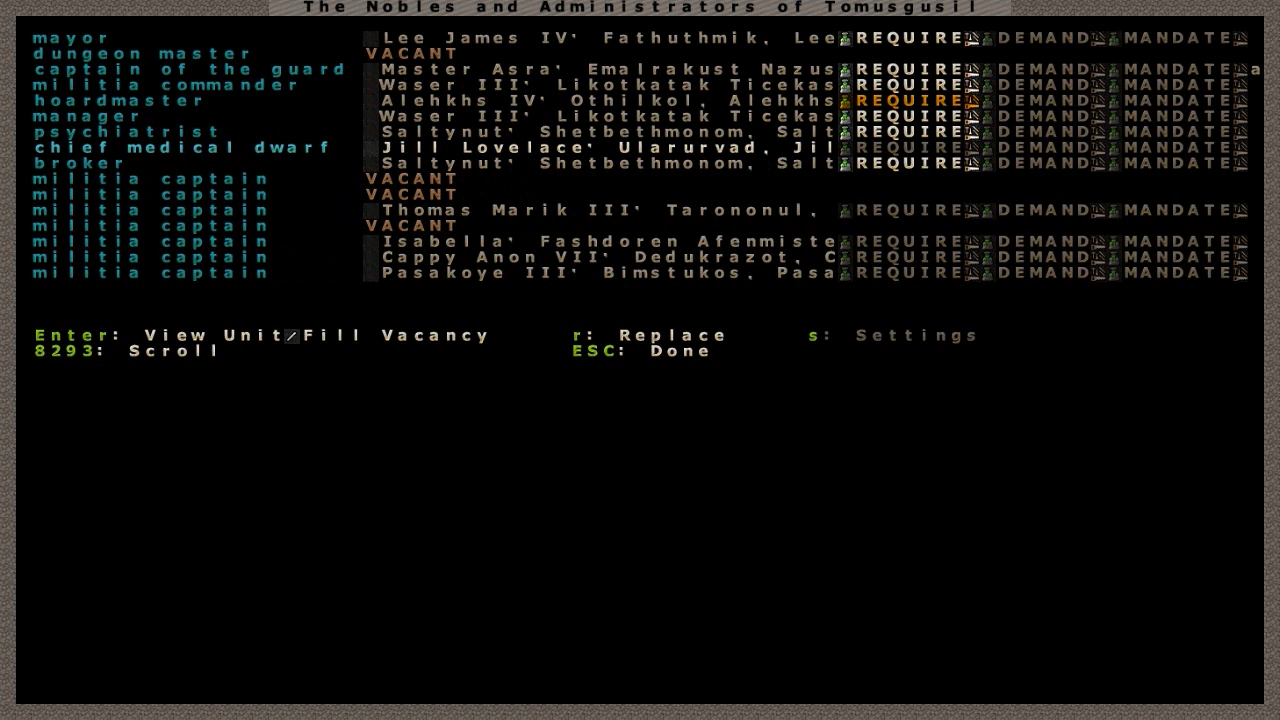 The Nobles and Administrators of Tomusgusil
mayor Lee James IV' Fathuthmik, Lee REQUIRE DEMAND MANDATE
dungeon master VACANT
captain of the guard Master Asra' Emalrakust Nazus REQUIRE DEMAND MANDATE a
militia commander Waser III' Likotkatak Ticekas REQUIRE DEMAND MANDATE
hoardmaster Alehkhs IV' Othilkol, Alehkhs REQUIRE DEMAND MANDATE
manager Waser III' Likotkatak Ticekas REQUIRE DEMAND MANDATE
psychiatrist Saltynut' Shetbethmonom, Salt REQUIRE DEMAND MANDATE
chief medical dwarf Jill Lovelace' Ularurvad, Jil REQUIRE DEMAND MANDATE
broker Saltynut' Shetbethmonom, Salt REQUIRE DEMAND MANDATE
militia captain VACANT
militia captain VACANT
militia captain Thomas Marik III' Tarononul, REQUIRE DEMAND MANDATE
militia captain VACANT
militia captain Isabella' Fashdoren Afenmiste REQUIRE DEMAND MANDATE
militia captain Cappy Anon VII' Dedukrazot, C REQUIRE DEMAND MANDATE
militia captain Pasakoye III' Bimstukos, Pasa REQUIRE DEMAND MANDATE
Enter: View Unit/Fill Vacancy r: Replace s: Settings
8293: Scroll ESC: Done